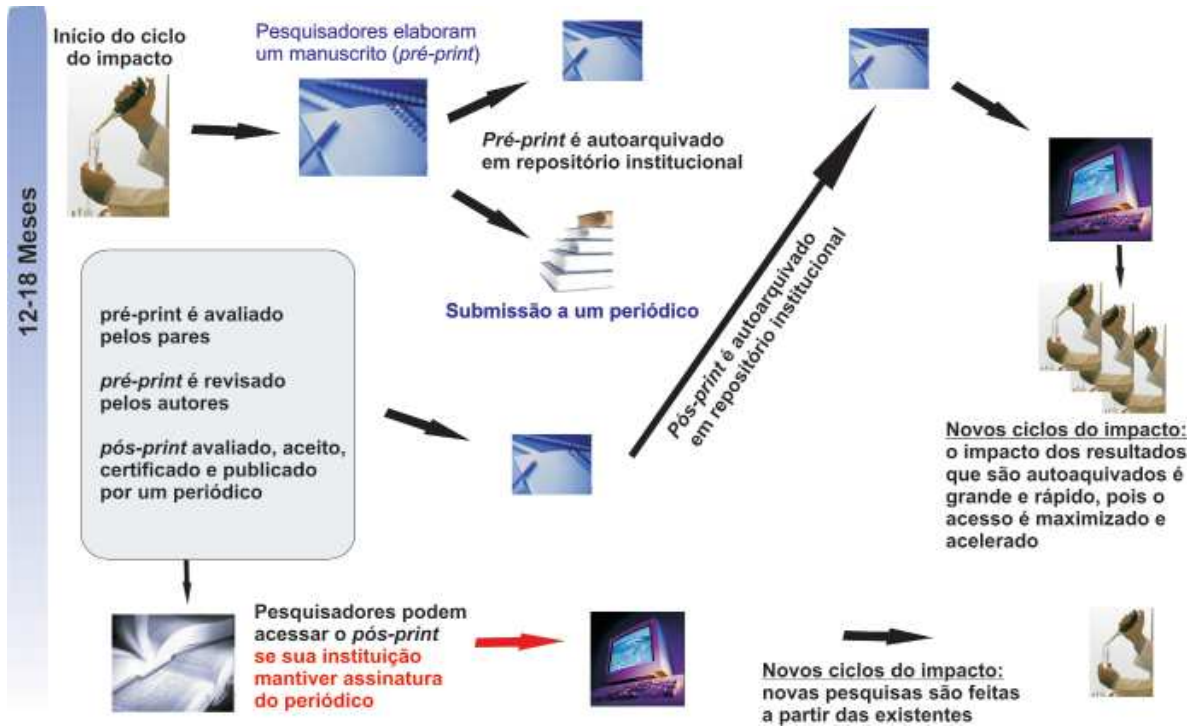 12-18 Meses
Início do ciclo
do impacto
Pesquisadores elaboram
um manuscrito (pré-print)
Pré-print é autoarquivado
em repositório institucional
Submissão a um periódico
pré-print é avaliado
pelos pares
pré-print é revisado
pelos autores
pós-print avaliado, aceito,
certificado e publicado
por um periódico
Pós-print é autoarquivado
em repositório institucional
Novos ciclos do impacto:
o impacto dos resultados
que são autoaquivados é
grande e rápido, pois o
acesso é maximizado e
acelerado
Pesquisadores podem
acessar o pós-print
se sua instituição
mantiver assinatura
do periódico
Novos ciclos do impacto:
novas pesquisas são feitas
a partir das existentes